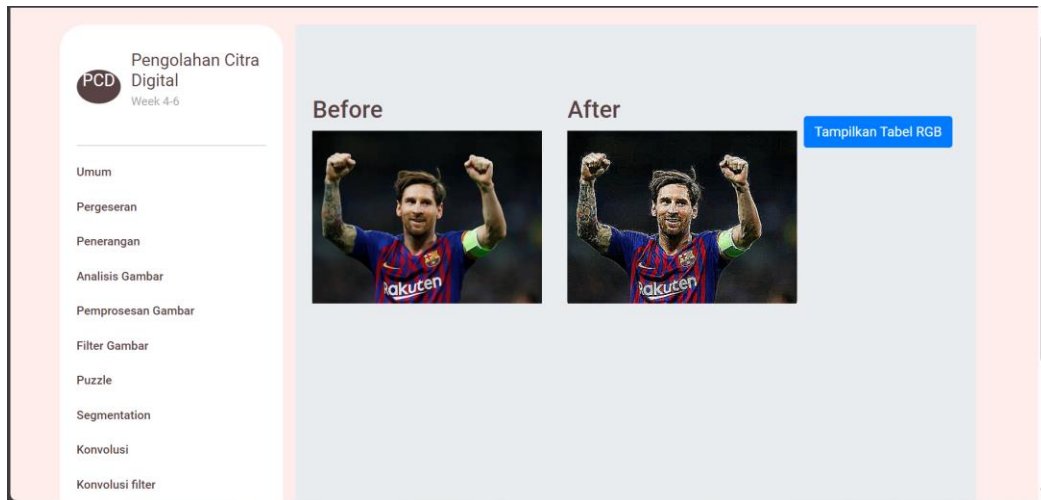 PCD
Pengolahan Citra
Digital
Week 4-6
Umum
Pergeseran
Penerangan
Analisis Gambar
Pemprosesan Gambar
Filter Gambar
Puzzle
Segmentation
Konvolusi
Konvolusi filter
Before
After
Tampilkan Tabel RGB
Rakuten
Rakuten